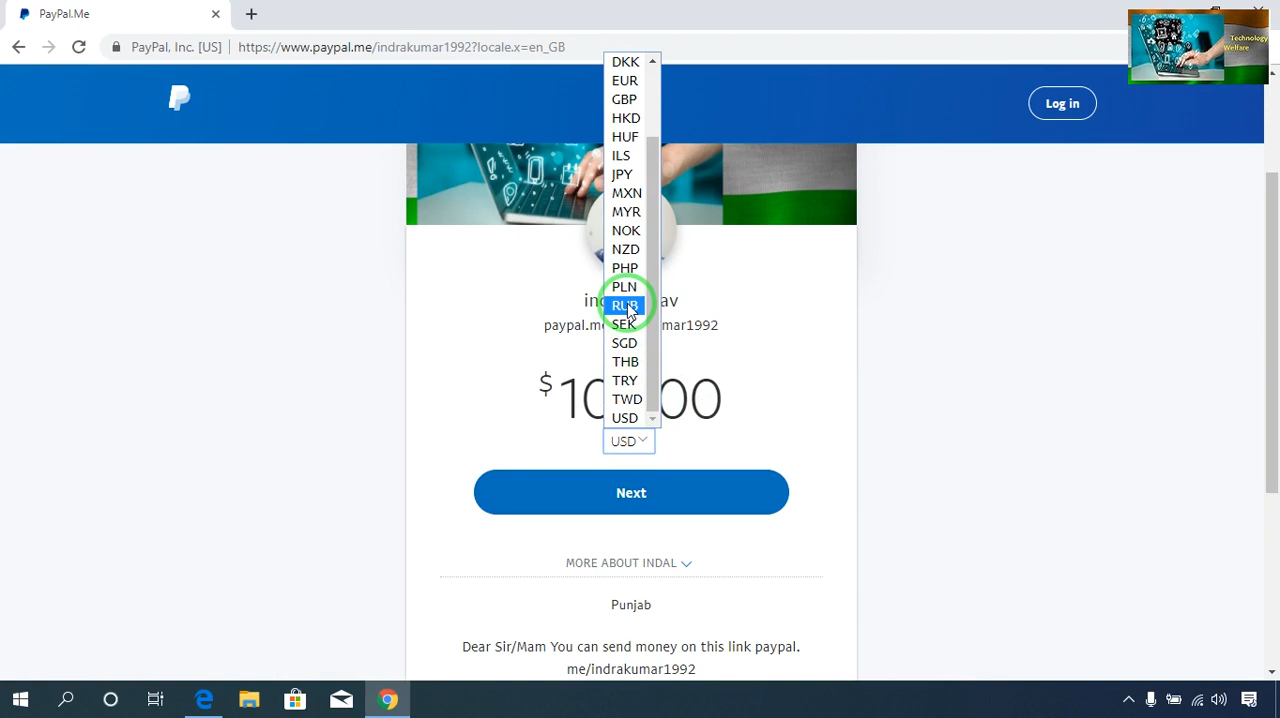 PayPal.Me
Technology
Welfare
PayPal, Inc. [US]
https://www.paypal.me/indrakumar1992?locale.x=en_GB
Log in
DKK
EUR
GBP
HKD
HUF
ILS
JPY
MXN
MYR
NOK
NZD
PHP
PLN
RUB
SEK
SGD
THB
TRY
TWD
USD
$
USD
Next
MORE ABOUT INDAL
Punjab
Dear Sir/Mam You can send money on this link paypal.
me/indrakumar1992